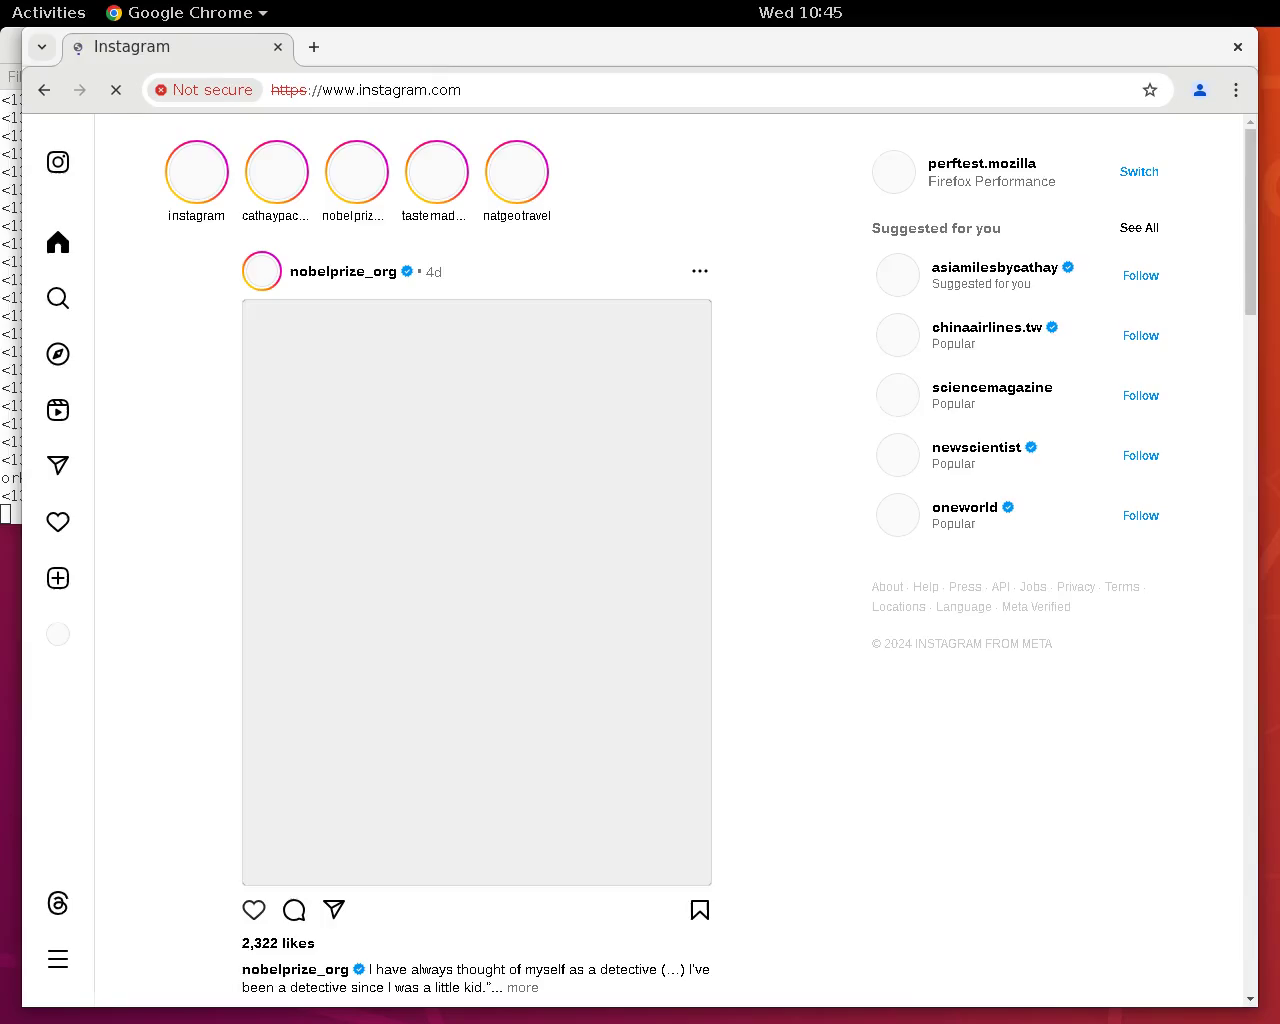 Activities Google Chrome Wed 10:45
Instagram
Not secure https://www.instagram.com
instagram cathaypac... nobelpriz... tastemad... natgeotravel
nobelprize_org • 4d
2,322 likes
nobelprize_org I have always thought of myself as a detective (...) I've
been a detective since I was a little kid.”... more
perftest.mozilla
Firefox Performance
Switch
Suggested for you See All
asiamilesbycathay
Suggested for you
Follow
chinaairlines.tw
Popular
Follow
sciencemagazine
Popular
Follow
newscientist
Popular
Follow
oneworld
Popular
Follow
About · Help · Press · API · Jobs · Privacy · Terms ·
Locations · Language · Meta Verified
© 2024 INSTAGRAM FROM META